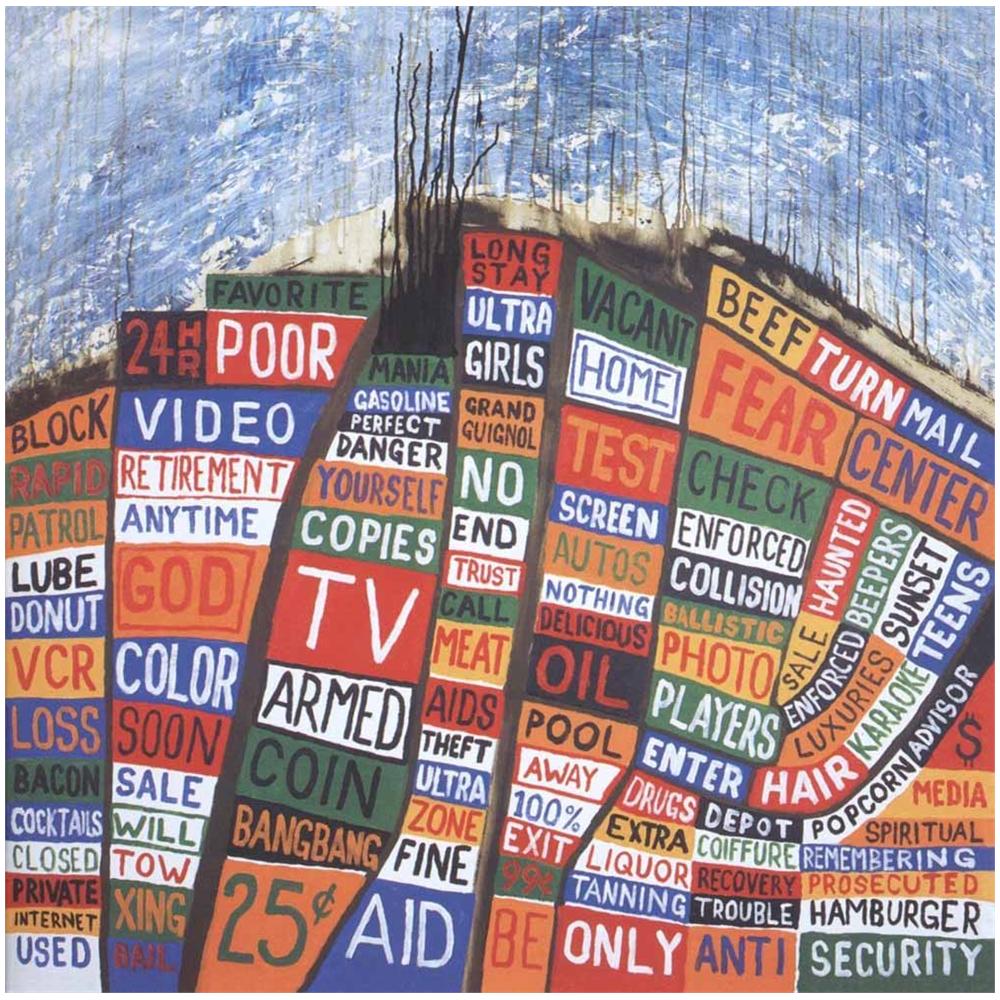 FAVORITE
24HR POOR
BLOCK
VIDEO
RAPID
RETIREMENT
PATROL
ANYTIME
LUBE
DONUT
GOD
VCR
COLOR
LOSS
SOON
BACON
SALE
COCKTAILS
WILL
CLOSED
TOW
PRIVATE
XING
INTERNET
USED
BAIL
MANIA
GASOLINE
PERFECT
DANGER
YOURSELF
COPIES
TV
ARMED
COIN
BANGBANG
25¢
LONG
STAY
ULTRA
GIRLS
GRAND
GUIGNOL
NO
END
TRUST
CALL
MEAT
AIDS
THEFT
ULTRA
ZONE
FINE
AID
VACANT
HOME
TEST
SCREEN
AUTOS
NOTHING
DELICIOUS
OIL
POOL
AWAY
100%
EXIT
99¢
BE
BEEF TURN MAIL
FEAR CENTER
CHECK
ENFORCED
COLLISION
BALLISTIC
PHOTO
PLAYERS
SALE HAUNTED
ENFORCED BEEPERS
LUXURIES SUNSET
KARAOKE TEENS
ENTER HAIR
POPCORN ADVISOR
$
DRUGS DEPOT
MEDIA
EXTRA COIFFURE
SPIRITUAL
LIQUOR RECOVERY
REMEMBERING
TANNING TROUBLE
PROSECUTED
HAMBURGER
ONLY ANTI SECURITY